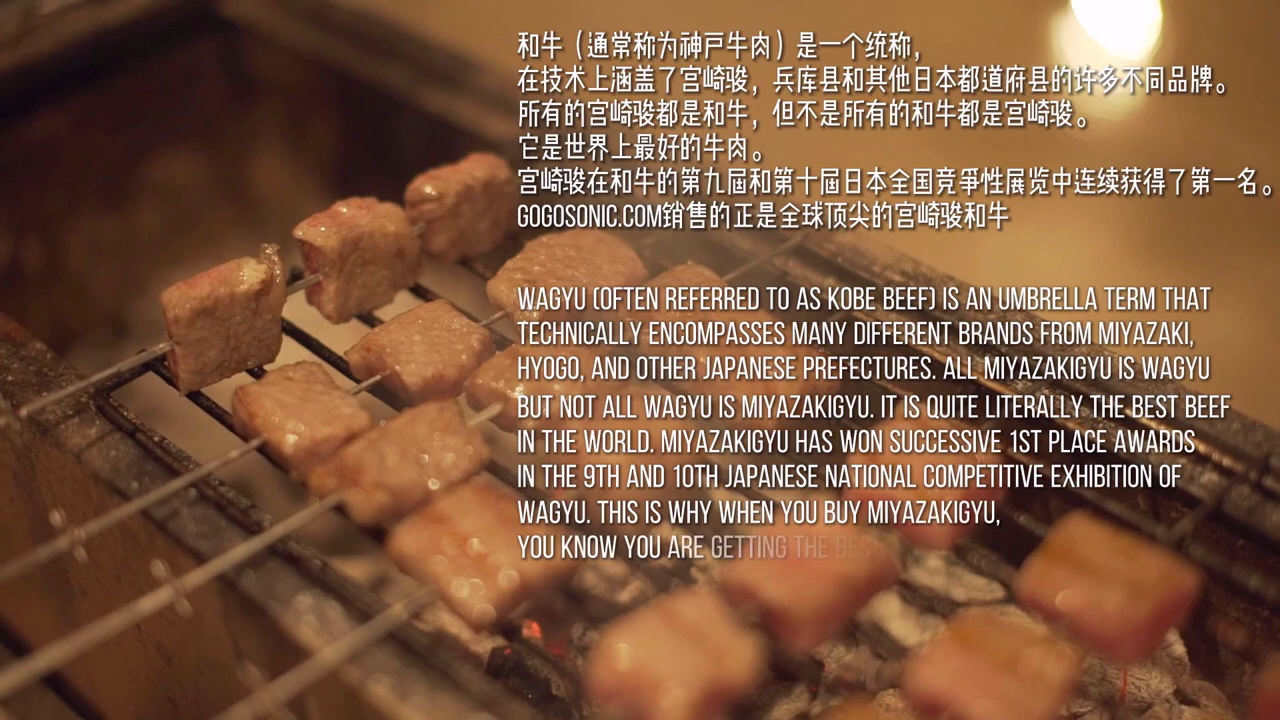 和牛（通常称为神戸牛肉）是一个统称，
在技术上涵盖了宫崎骏，兵库县和其他日本都道府县的许多不同品牌。
所有的宫崎骏都是和牛，但不是所有的和牛都是宫崎骏。
它是世界上最好的牛肉。
宫崎骏在和牛的第九届和第十届日本全国竞争性展览中连续获得了第一名。
GOGOSONIC.COM销售的正是全球顶尖的宫崎骏和牛
WAGYU (OFTEN REFERRED TO AS KOBE BEEF) IS AN UMBRELLA TERM THAT
TECHNICALLY ENCOMPASSES MANY DIFFERENT BRANDS FROM MIYAZAKI,
HYOGO, AND OTHER JAPANESE PREFECTURES. ALL MIYAZAKIGYU IS WAGYU
BUT NOT ALL WAGYU IS MIYAZAKIGYU. IT IS QUITE LITERALLY THE BEST BEEF
IN THE WORLD. MIYAZAKIGYU HAS WON SUCCESSIVE 1ST PLACE AWARDS
IN THE 9TH AND 10TH JAPANESE NATIONAL COMPETITIVE EXHIBITION OF
WAGYU. THIS IS WHY WHEN YOU BUY MIYAZAKIGYU,
YOU KNOW YOU ARE GETTING THE